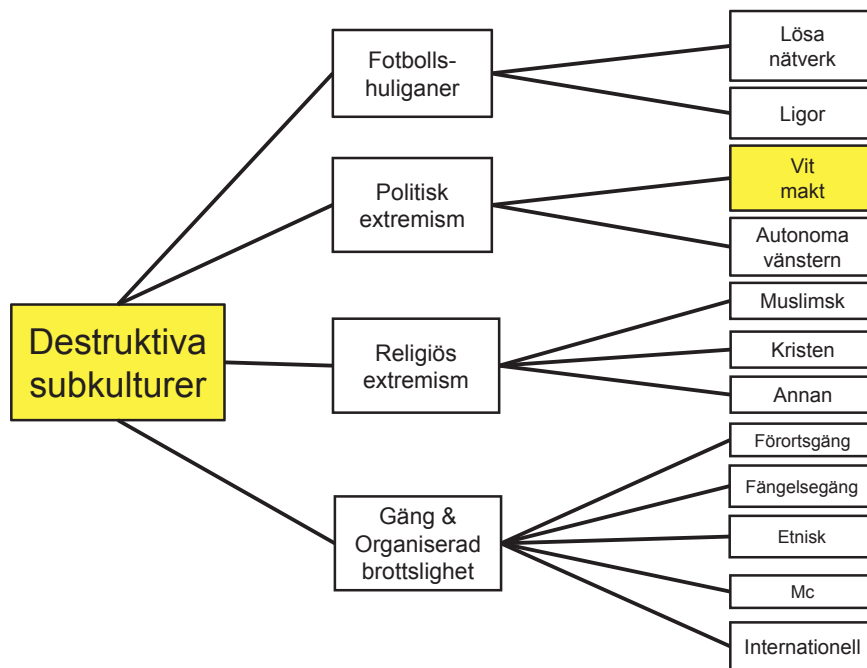 Destruktiva
subkulturer
Fotbolls-
huliganer
Lösa
nätverk
Ligor
Politisk
extremism
Vit
makt
Autonoma
vänstern
Religiös
extremism
Muslimsk
Kristen
Annan
Gäng &
Organiserad
brottslighet
Förortsgäng
Fängelsegäng
Etnisk
Mc
Internationell